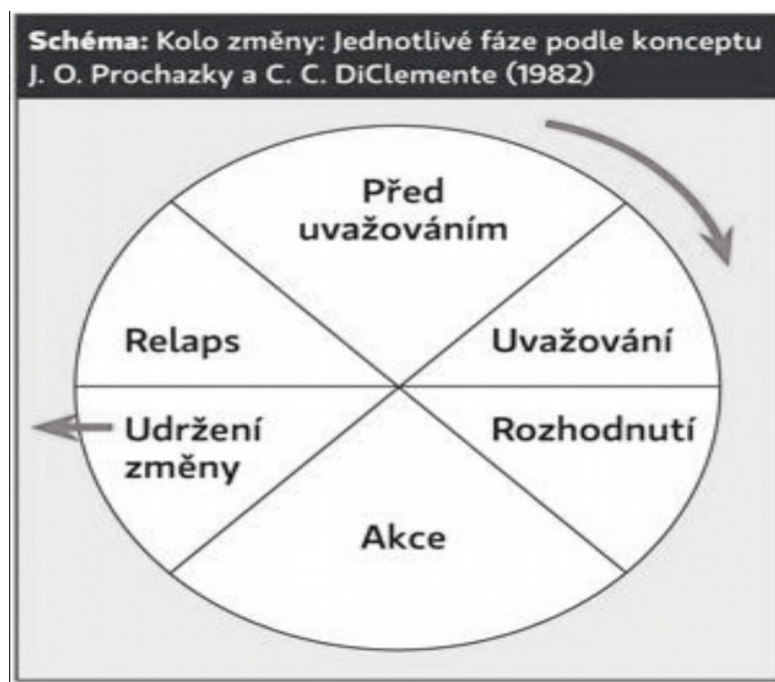 Schéma: Kolo změny: Jednotlivé fáze podle konceptu
J. O. Prochazky a C. C. DiClemente (1982)
Před
uvažováním
Uvažování
Rozhodnutí
Akce
Udržení
změny
Relaps